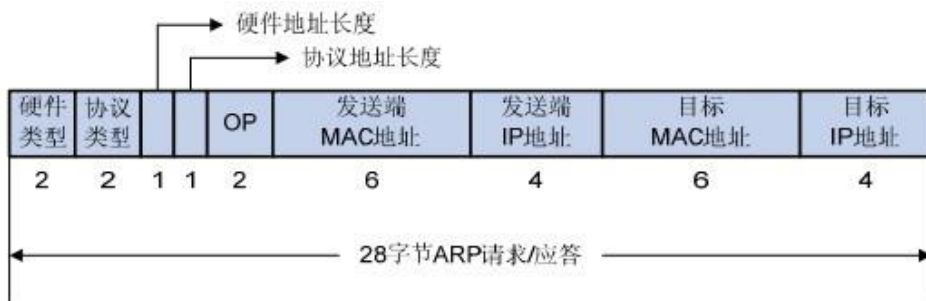 硬件地址长度
协议地址长度
硬件类型
协议类型
OP
发送端MAC地址
发送端IP地址
目标MAC地址
目标IP地址
2 2 1 1 2 6 4 6 4
28字节ARP请求/应答